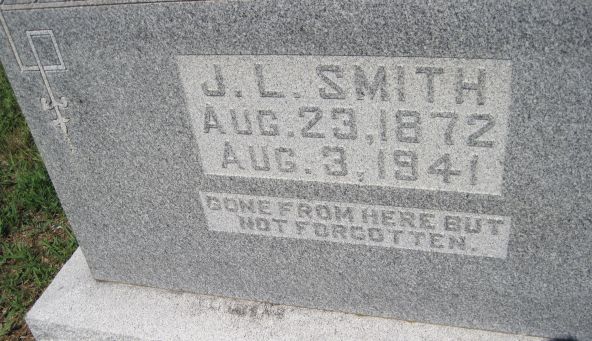 J. L. SMITH
AUG. 23, 1872
AUG. 3, 1941
GONE FROM HERE BUT
NOT FORGOTTEN.